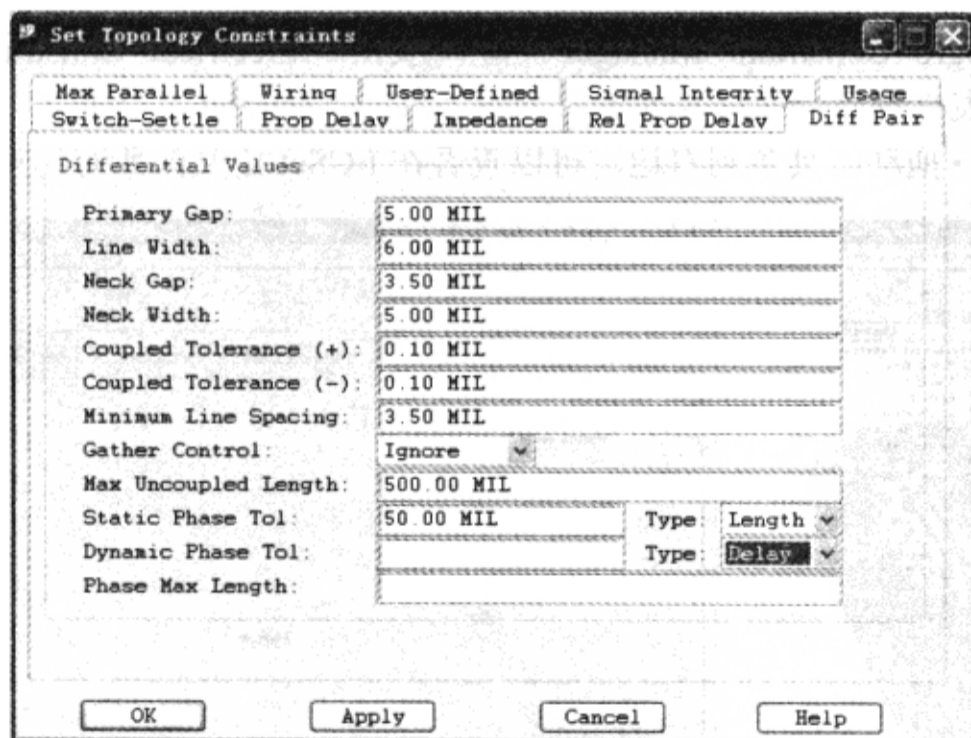 Set Topology Constraints
Max Parallel Wiring User-Defined Signal Integrity Usage
Switch-Settle Prop Delay Impedance Rel Prop Delay Diff Pair
Differential Values
Primary Gap: 5.00 MIL
Line Width: 6.00 MIL
Neck Gap: 3.50 MIL
Neck Width: 5.00 MIL
Coupled Tolerance (+): 0.10 MIL
Coupled Tolerance (-): 0.10 MIL
Minimum Line Spacing: 3.50 MIL
Gather Control: Ignore
Max Uncoupled Length: 500.00 MIL
Static Phase Tol: 50.00 MIL Type: Length
Dynamic Phase Tol: Type: Delay
Phase Max Length:
OK Apply Cancel Help